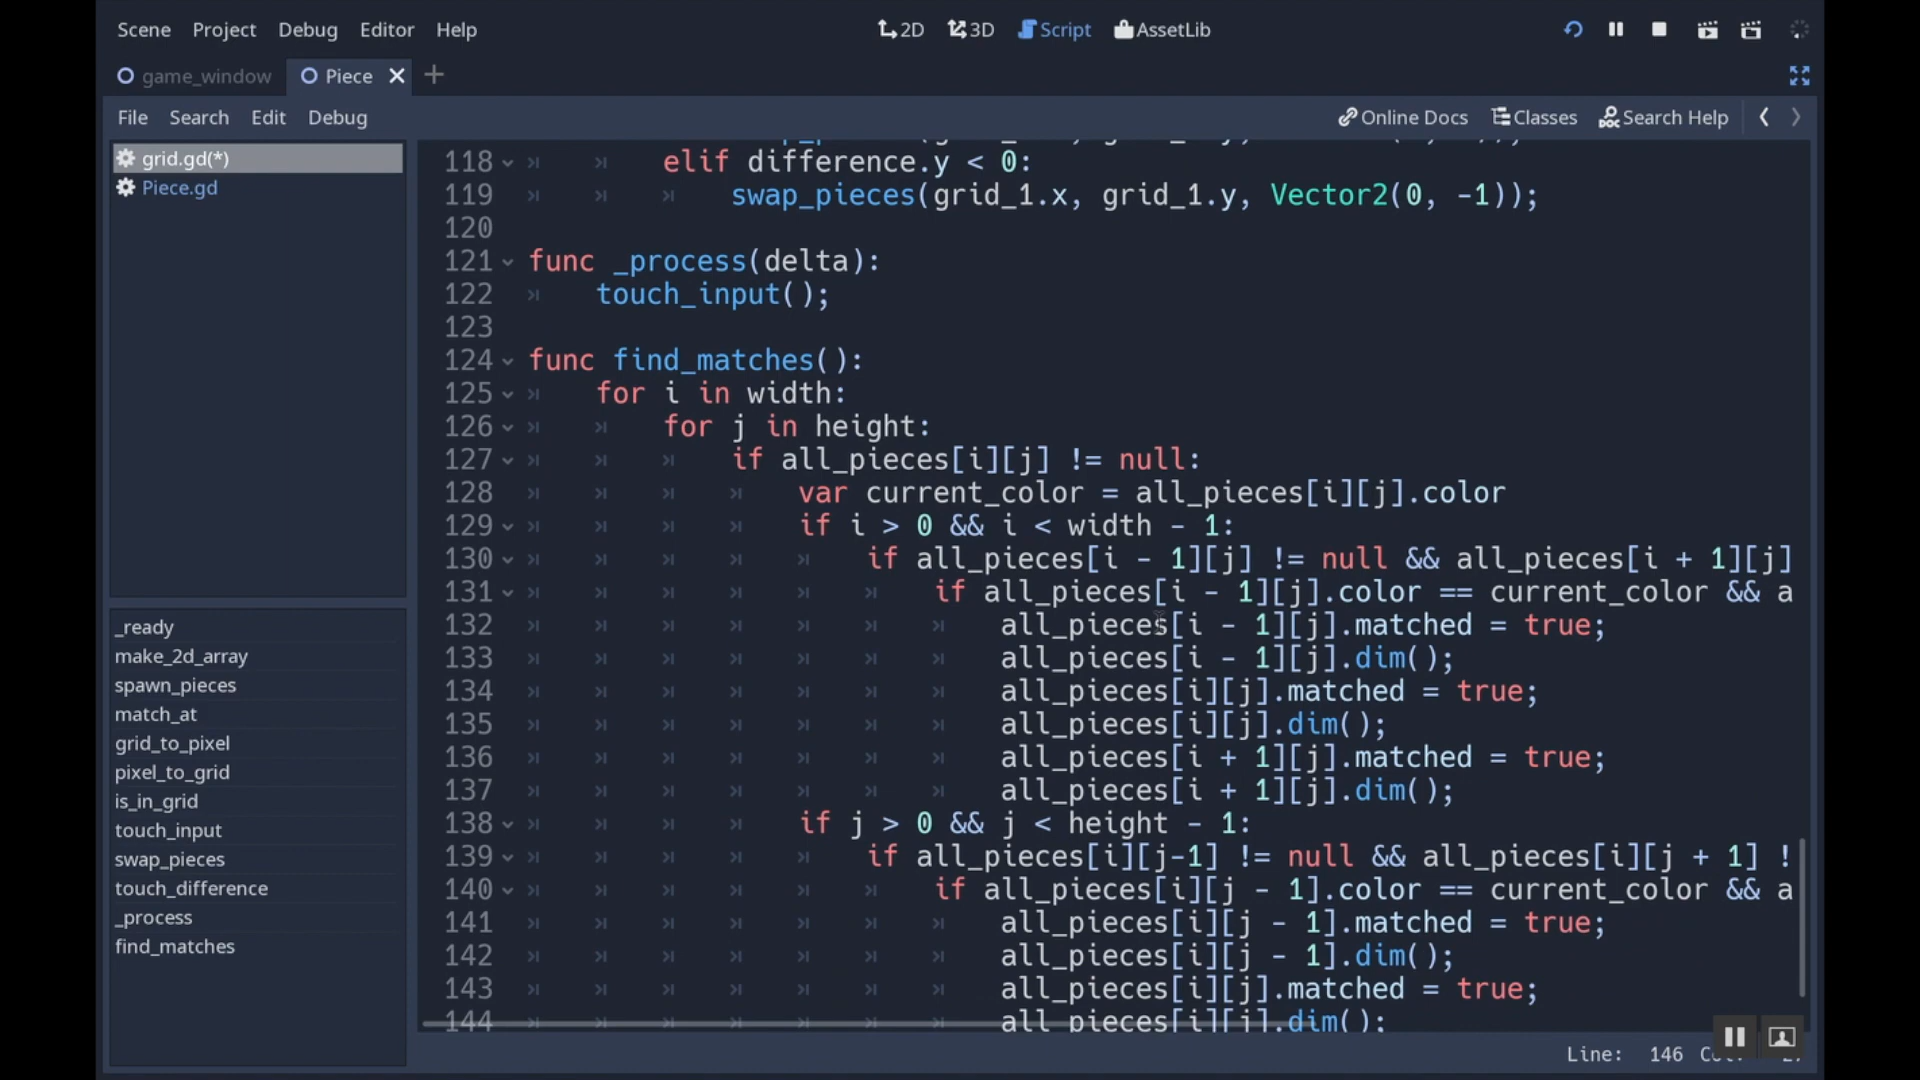 Scene Project Debug Editor Help 2D 3D Script AssetLib
game_window Piece
File Search Edit Debug Online Docs Classes Search Help
grid.gd(*)
Piece.gd
_ready
make_2d_array
spawn_pieces
match_at
grid_to_pixel
pixel_to_grid
is_in_grid
touch_input
swap_pieces
touch_difference
_process
find_matches
118 elif difference.y < 0:
119 swap_pieces(grid_1.x, grid_1.y, Vector2(0, -1));
120
121 func _process(delta):
122 touch_input();
123
124 func find_matches():
125 for i in width:
126 for j in height:
127 if all_pieces[i][j] != null:
128 var current_color = all_pieces[i][j].color
129 if i > 0 && i < width - 1:
130 if all_pieces[i - 1][j] != null && all_pieces[i + 1][j]
131 if all_pieces[i - 1][j].color == current_color && a
132 all_pieces[i - 1][j].matched = true;
133 all_pieces[i - 1][j].dim();
134 all_pieces[i][j].matched = true;
135 all_pieces[i][j].dim();
136 all_pieces[i + 1][j].matched = true;
137 all_pieces[i + 1][j].dim();
138 if j > 0 && j < height - 1:
139 if all_pieces[i][j-1] != null && all_pieces[i][j + 1] !
140 if all_pieces[i][j - 1].color == current_color && a
141 all_pieces[i][j - 1].matched = true;
142 all_pieces[i][j - 1].dim();
143 all_pieces[i][j].matched = true;
144 all_pieces[i][j].dim();
Line: 146